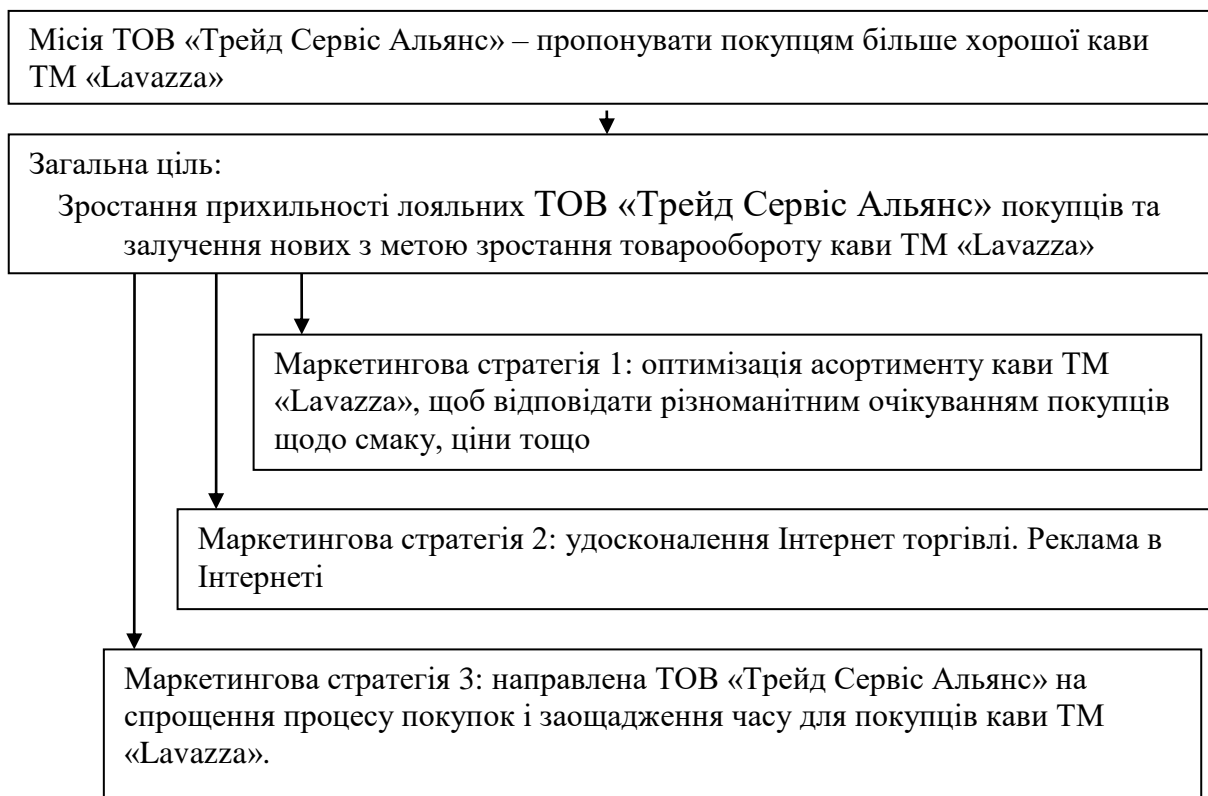 Місія ТОВ «Трейд Сервіс Альянс» – пропонувати покупцям більше хорошої кави
ТМ «Lavazza»
Загальна ціль:
Зростання прихильності лояльних ТОВ «Трейд Сервіс Альянс» покупців та
залучення нових з метою зростання товарообороту кави ТМ «Lavazza»
Маркетингова стратегія 1: оптимізація асортименту кави ТМ
«Lavazza», щоб відповідати різноманітним очікуванням покупців
щодо смаку, ціни тощо
Маркетингова стратегія 2: удосконалення Інтернет торгівлі. Реклама в
Інтернеті
Маркетингова стратегія 3: направлена ТОВ «Трейд Сервіс Альянс» на
спрощення процесу покупок і заощадження часу для покупців кави ТМ
«Lavazza».